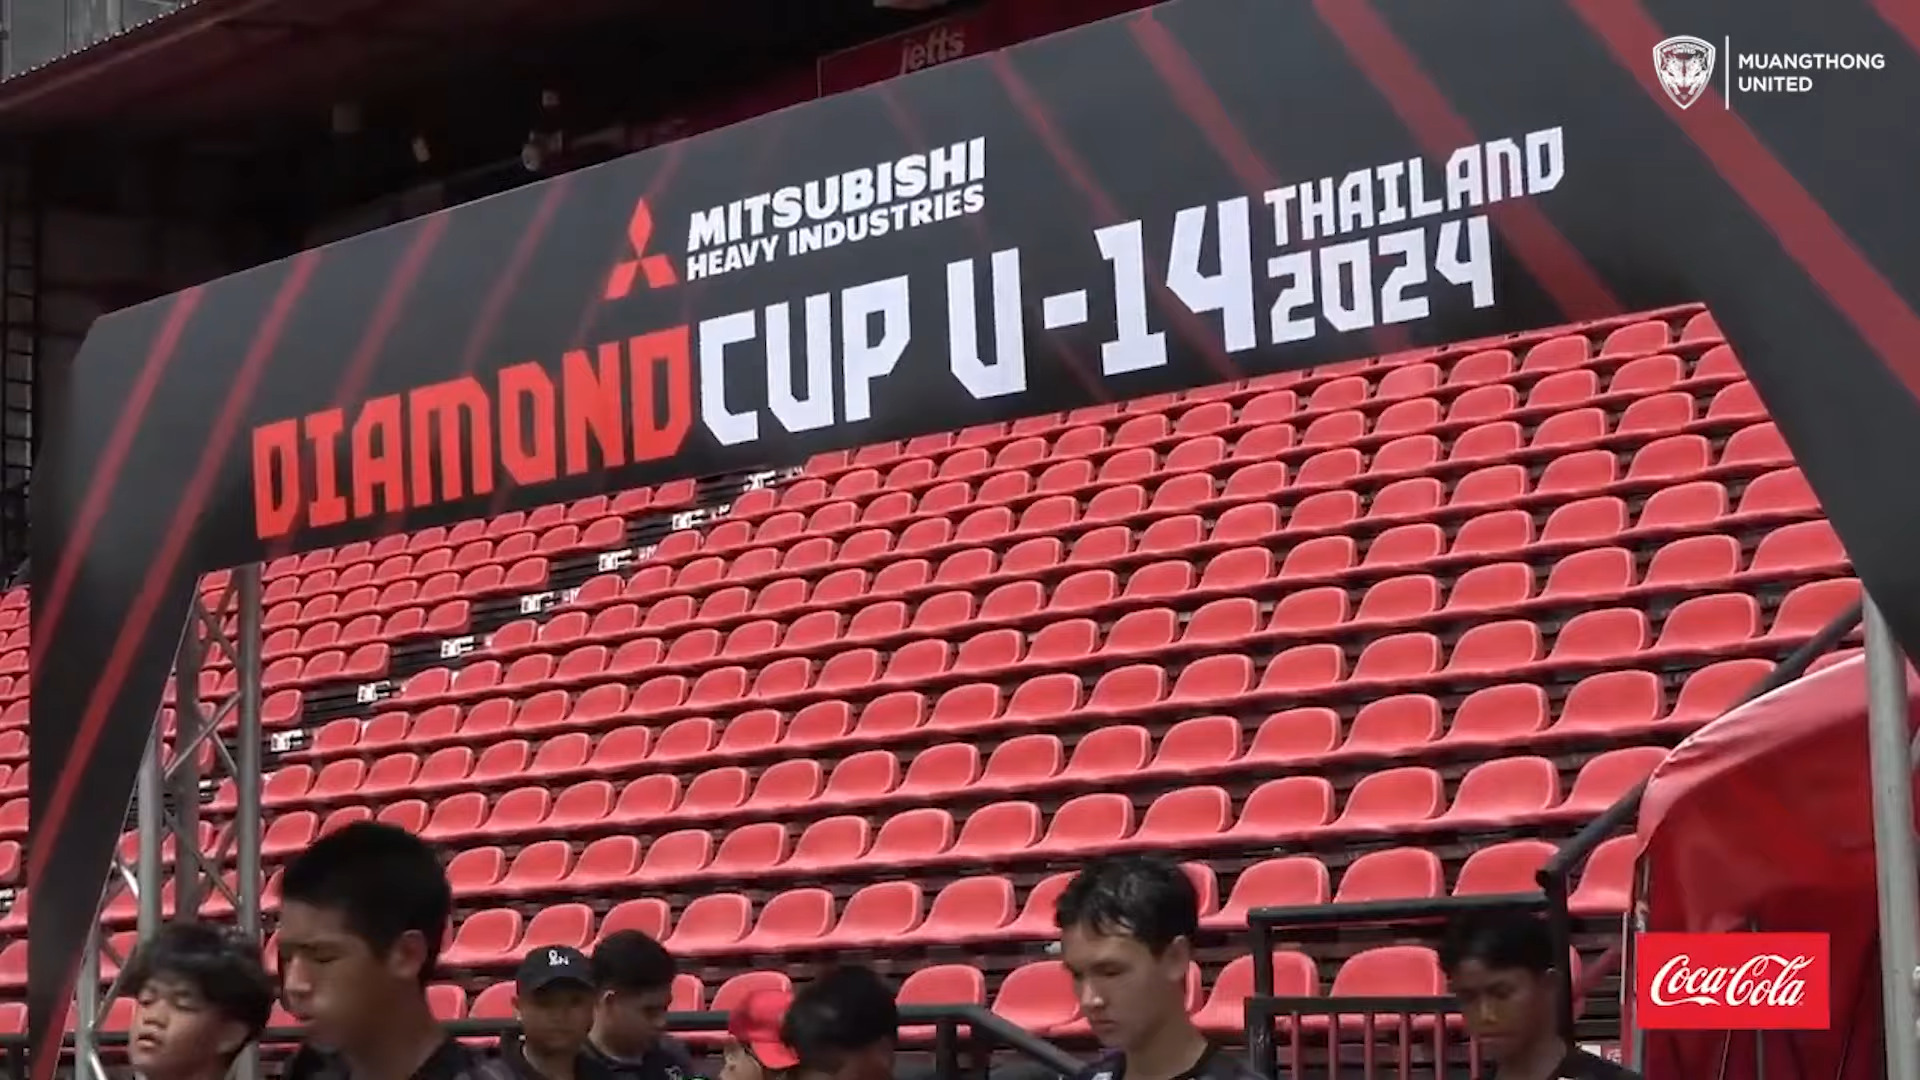 jetts
MUANGTHONG
UNITED
MITSUBISHI
HEAVY INDUSTRIES
DIAMOND CUP U-14 THAILAND
2024
Coca-Cola